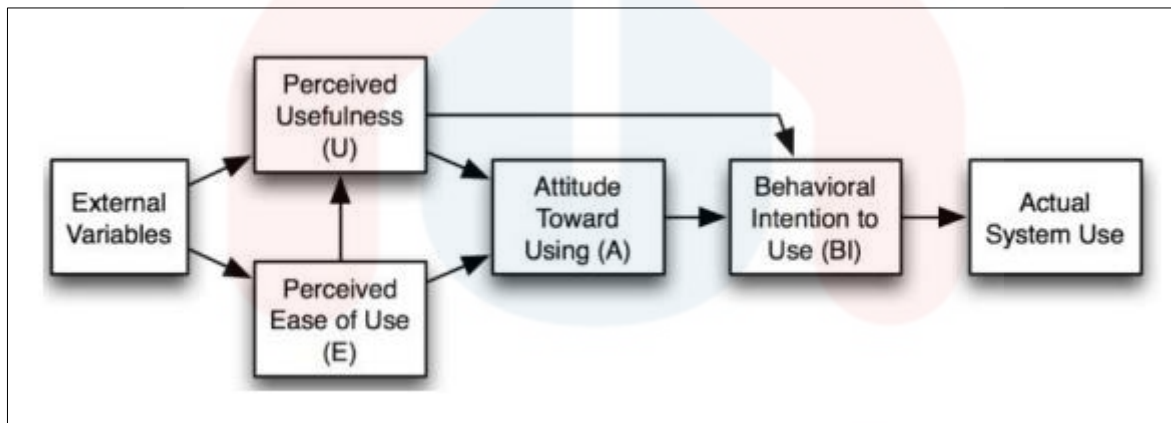 External
Variables
Perceived
Usefulness
(U)
Perceived
Ease of Use
(E)
Attitude
Toward
Using (A)
Behavioral
Intention to
Use (BI)
Actual
System Use